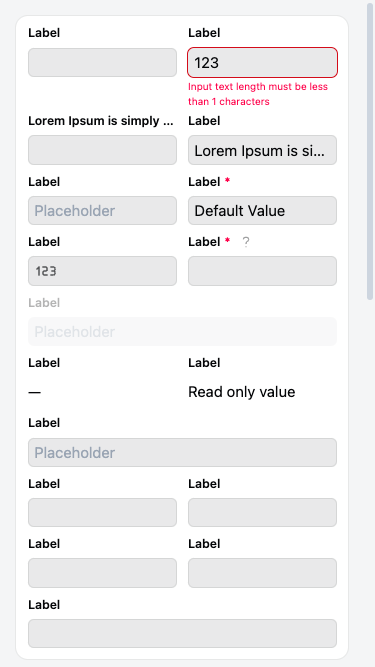 Label Label
123
Input text length must be less
than 1 characters
Lorem Ipsum is simply ... Label
Lorem Ipsum is si...
Label Label *
Placeholder Default Value
Label Label * ?
123
Label
Placeholder
Label Label
— Read only value
Label
Placeholder
Label Label
Label Label
Label